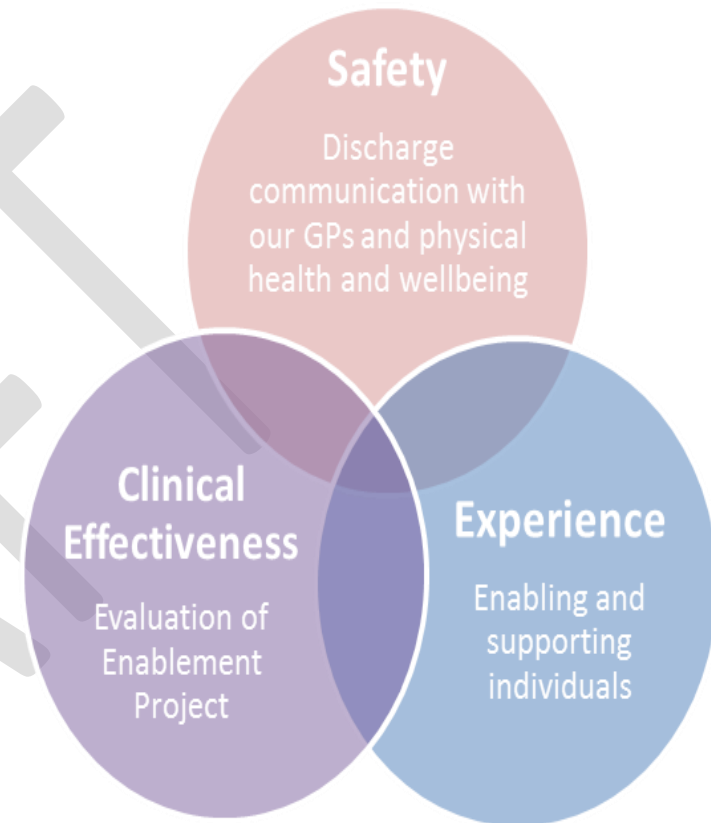 Safety
Discharge
communication with
our GPs and physical
health and wellbeing
Clinical
Effectiveness
Evaluation of
Enablement
Project
Experience
Enabling and
supporting
individuals